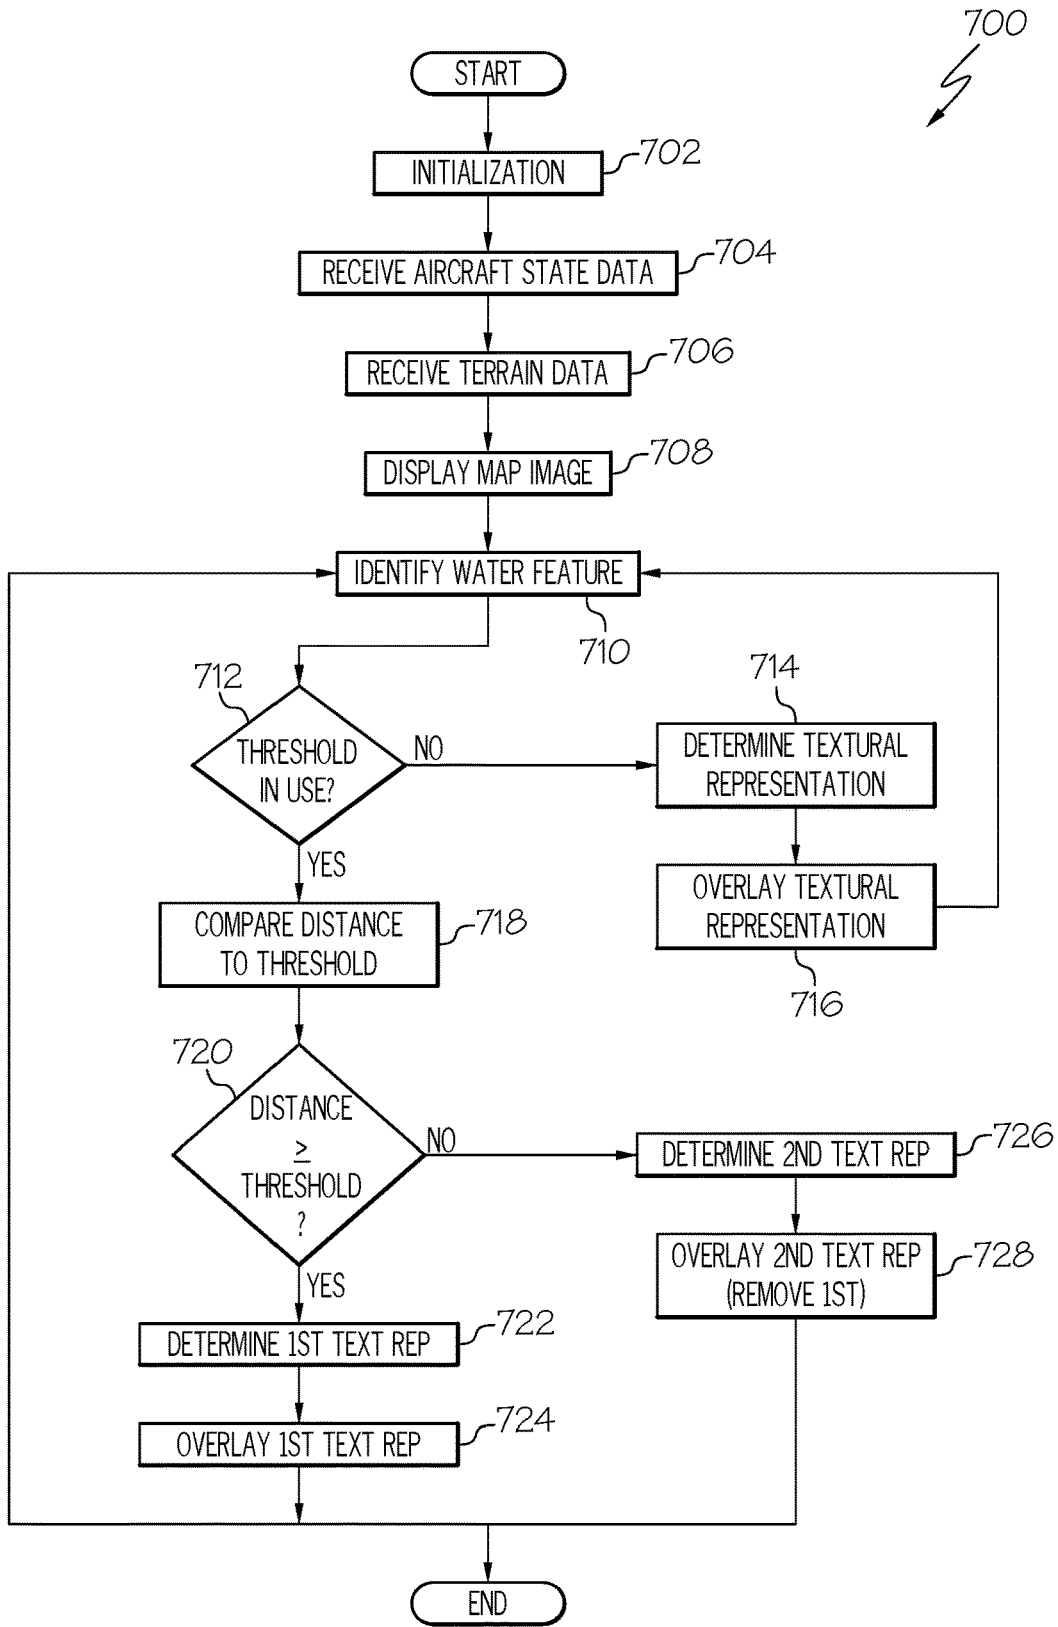 700
START
INITIALIZATION
702
RECEIVE AIRCRAFT STATE DATA
704
RECEIVE TERRAIN DATA
706
DISPLAY MAP IMAGE
708
IDENTIFY WATER FEATURE
710
712
THRESHOLD
IN USE?
NO
714
DETERMINE TEXTURAL
REPRESENTATION
YES
OVERLAY TEXTURAL
REPRESENTATION
716
COMPARE DISTANCE
TO THRESHOLD
718
720
DISTANCE
≥
THRESHOLD
?
NO
DETERMINE 2ND TEXT REP
726
YES
OVERLAY 2ND TEXT REP
(REMOVE 1ST)
728
DETERMINE 1ST TEXT REP
722
OVERLAY 1ST TEXT REP
724
END